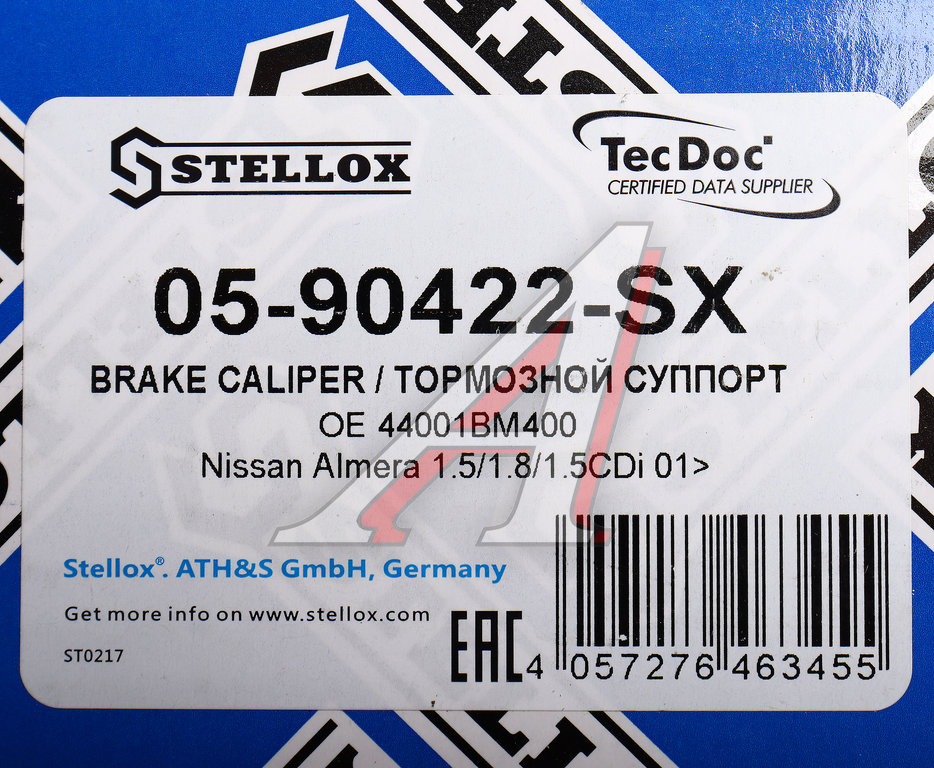 STELLOX
TecDoc
CERTIFIED DATA SUPPLIER
05-90422-SX
BRAKE CALIPER / ТОРМОЗНОЙ СУППОРТ
OE 44001BM400
Nissan Almera 1.5/1.8/1.5CDi 01>
Stellox®. ATH&S GmbH, Germany
Get more info on www.stellox.com
ST0217
EAC
4 057276 463455